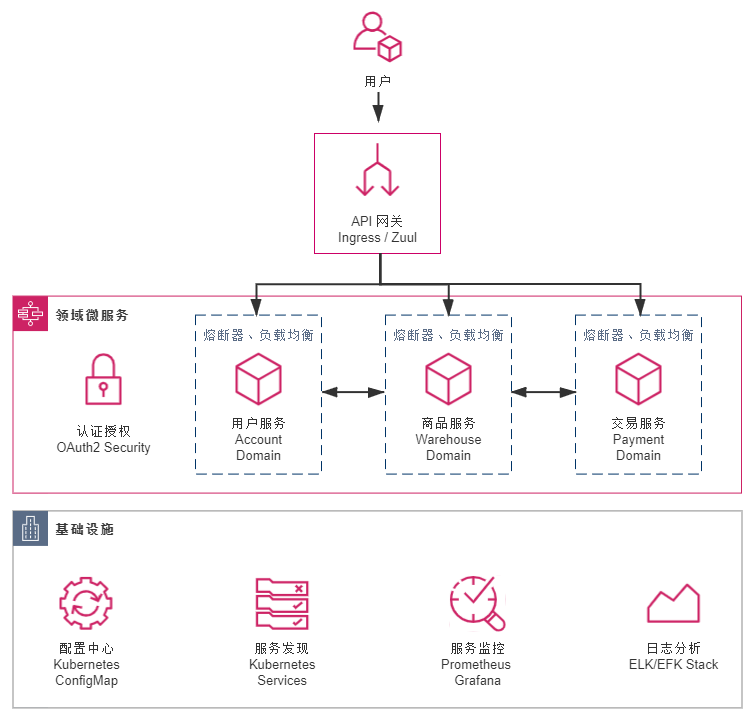 用户
API 网关
Ingress / Zuul
领域微服务
认证授权
OAuth2 Security
熔断器、负载均衡
用户服务
Account
Domain
熔断器、负载均衡
商品服务
Warehouse
Domain
熔断器、负载均衡
交易服务
Payment
Domain
基础设施
配置中心
Kubernetes
ConfigMap
服务发现
Kubernetes
Services
服务监控
Prometheus
Grafana
日志分析
ELK/EFK Stack